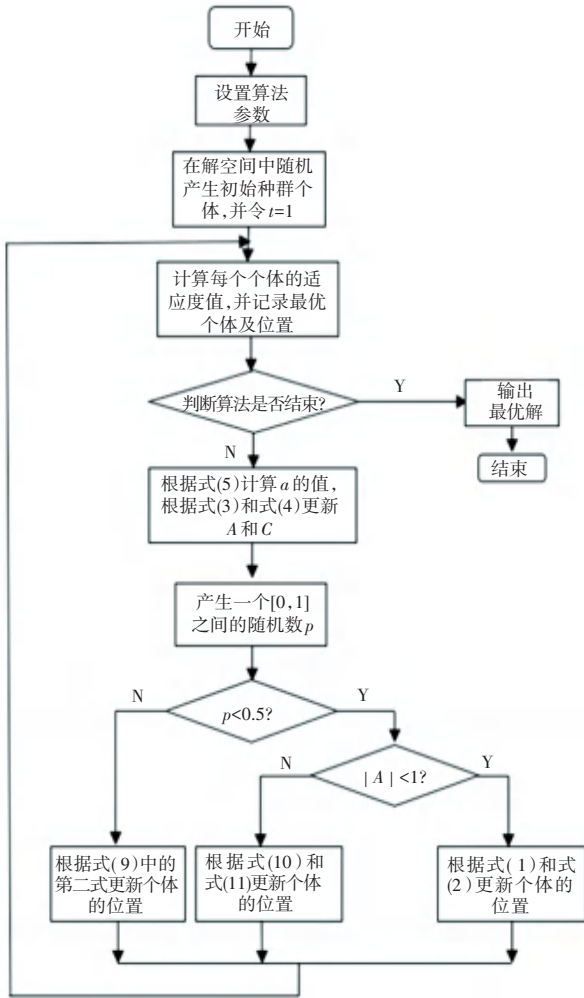 开始
设置算法
参数
在解空间中随机
产生初始种群个
体,并令t=1
计算每个个体的适
应度值,并记录最优
个体及位置
判断算法是否结束?
Y
输出
最优解
结束
N
根据式(5)计算a的值,
根据式(3)和式(4)更新
A和C
产生一个[0,1]
之间的随机数p
N
p<0.5?
Y
N
| A | <1?
Y
根据式(9)中的
第二式更新个体
的位置
根据式(10)和
式(11)更新个体
的位置
根据式(1)和式
(2)更新个体的
位置